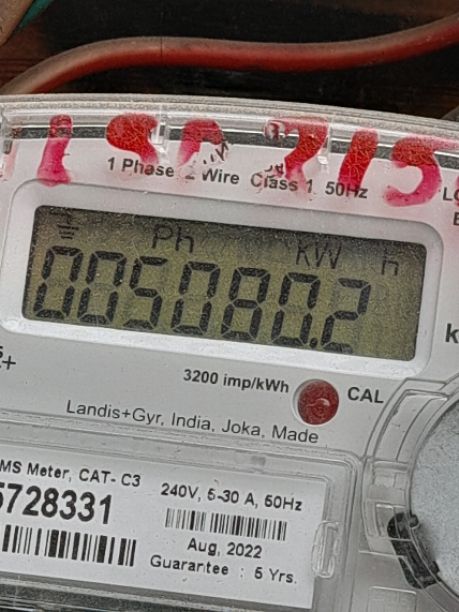 1 Phase 2 Wire Class 1 50Hz
Ph kW h
005080.2
3200 imp/kWh
CAL
Landis+Gyr, India, Joka, Made
MS Meter, CAT- C3
5728331
240V, 5-30 A, 50Hz
Aug, 2022
Guarantee : 5 Yrs.